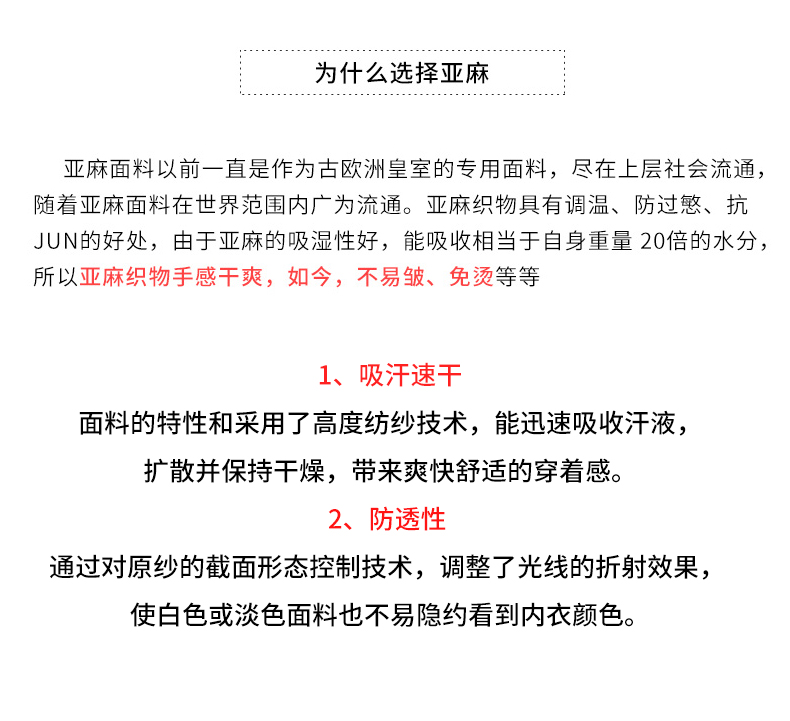 为什么选择亚麻
亚麻面料以前一直是作为古欧洲皇室的专用面料，尽在上层社会流通，
随着亚麻面料在世界范围内广为流通。亚麻织物具有调温、防过慜、抗
JUN的好处，由于亚麻的吸湿性好，能吸收相当于自身重量 20倍的水分，
所以亚麻织物手感干爽，如今，不易皱、免烫等等
1、吸汗速干
面料的特性和采用了高度纺纱技术，能迅速吸收汗液，
扩散并保持干燥，带来爽快舒适的穿着感。
2、防透性
通过对原纱的截面形态控制技术，调整了光线的折射效果，
使白色或淡色面料也不易隐约看到内衣颜色。